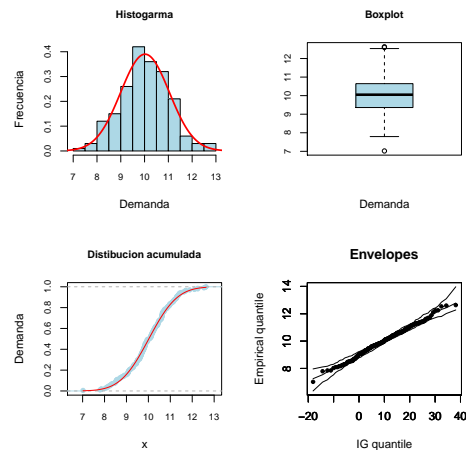 Histogarma
Frecuencia
0.0 0.1 0.2 0.3 0.4
7 8 9 10 11 12 13
Demanda
Boxplot
7 8 9 10 12
Demanda
Distibucion acumulada
Demanda
0.0 0.2 0.4 0.6 0.8 1.0
7 8 9 10 11 12 13
x
Envelopes
Empirical quantile
8 10 12 14
−20 0 10 20 30 40
IG quantile